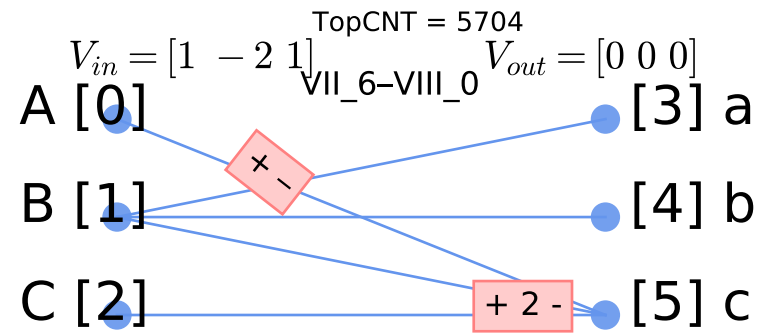 TopCNT = 5704
V_in = [1 −2 1]
V_out = [0 0 0]
VII_6–VIII_0
A [0]
[3] a
+ −
B [1]
[4] b
C [2]
+ 2 -
[5] c